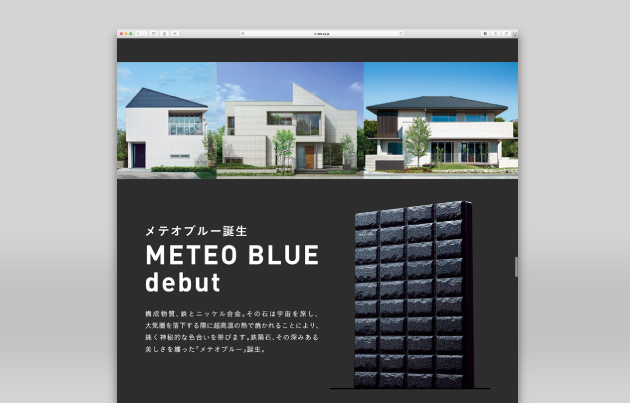 メテオブルー誕生
METEO BLUE
debut
構成物質、鉄とニッケル合金。その石は宇宙を旅し、
大気圏を落下する際に超高温の熱で焼かれることにより、
鈍く神秘的な色合いを帯びます。鉄隕石、その深みある
美しさを纏った「メテオブルー」誕生。